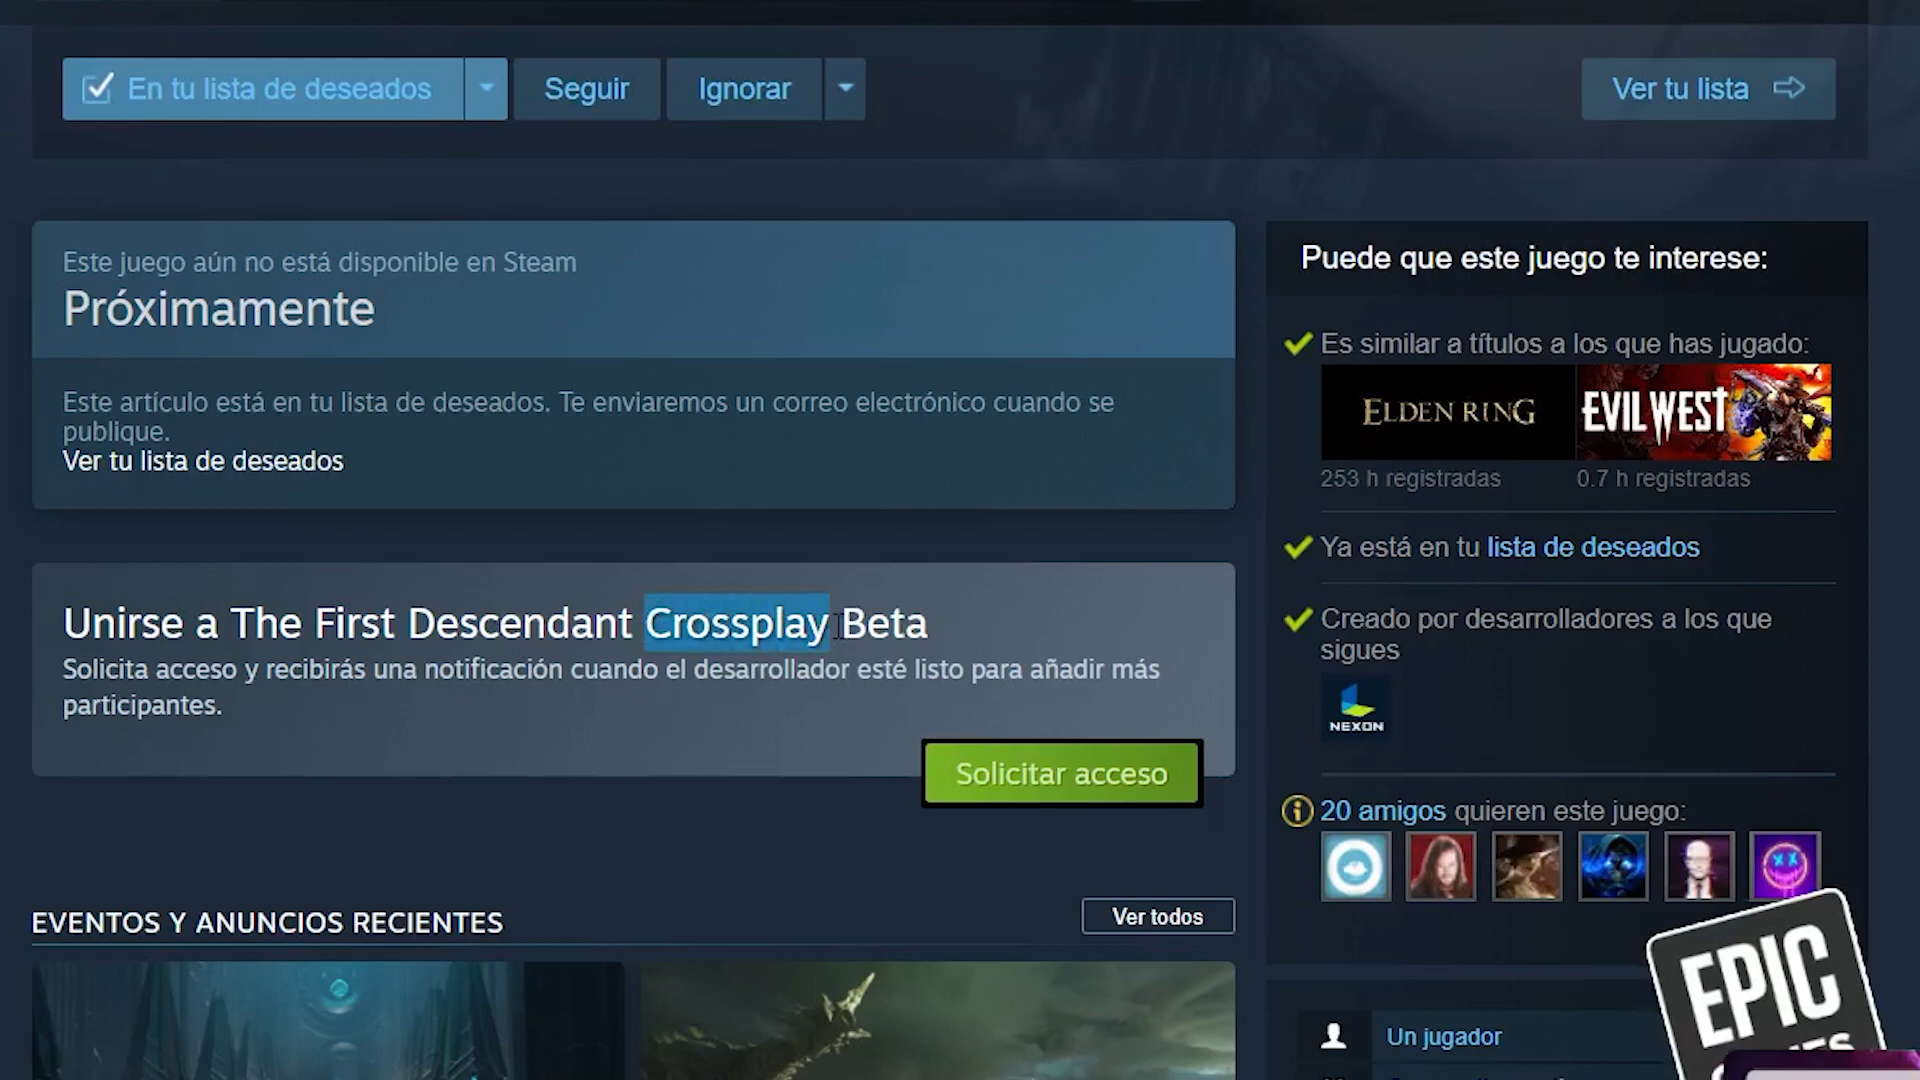 En tu lista de deseados
Seguir
Ignorar
Ver tu lista
Este juego aún no está disponible en Steam
Próximamente
Este artículo está en tu lista de deseados. Te enviaremos un correo electrónico cuando se
publique.
Ver tu lista de deseados
Unirse a The First Descendant Crossplay Beta
Solicita acceso y recibirás una notificación cuando el desarrollador esté listo para añadir más
participantes.
Solicitar acceso
EVENTOS Y ANUNCIOS RECIENTES
Ver todos
Puede que este juego te interese:
Es similar a títulos a los que has jugado:
ELDEN RING
EVIL WEST
253 h registradas
0.7 h registradas
Ya está en tu lista de deseados
Creado por desarrolladores a los que
sigues
NEXON
20 amigos quieren este juego:
Un jugador
EPIC